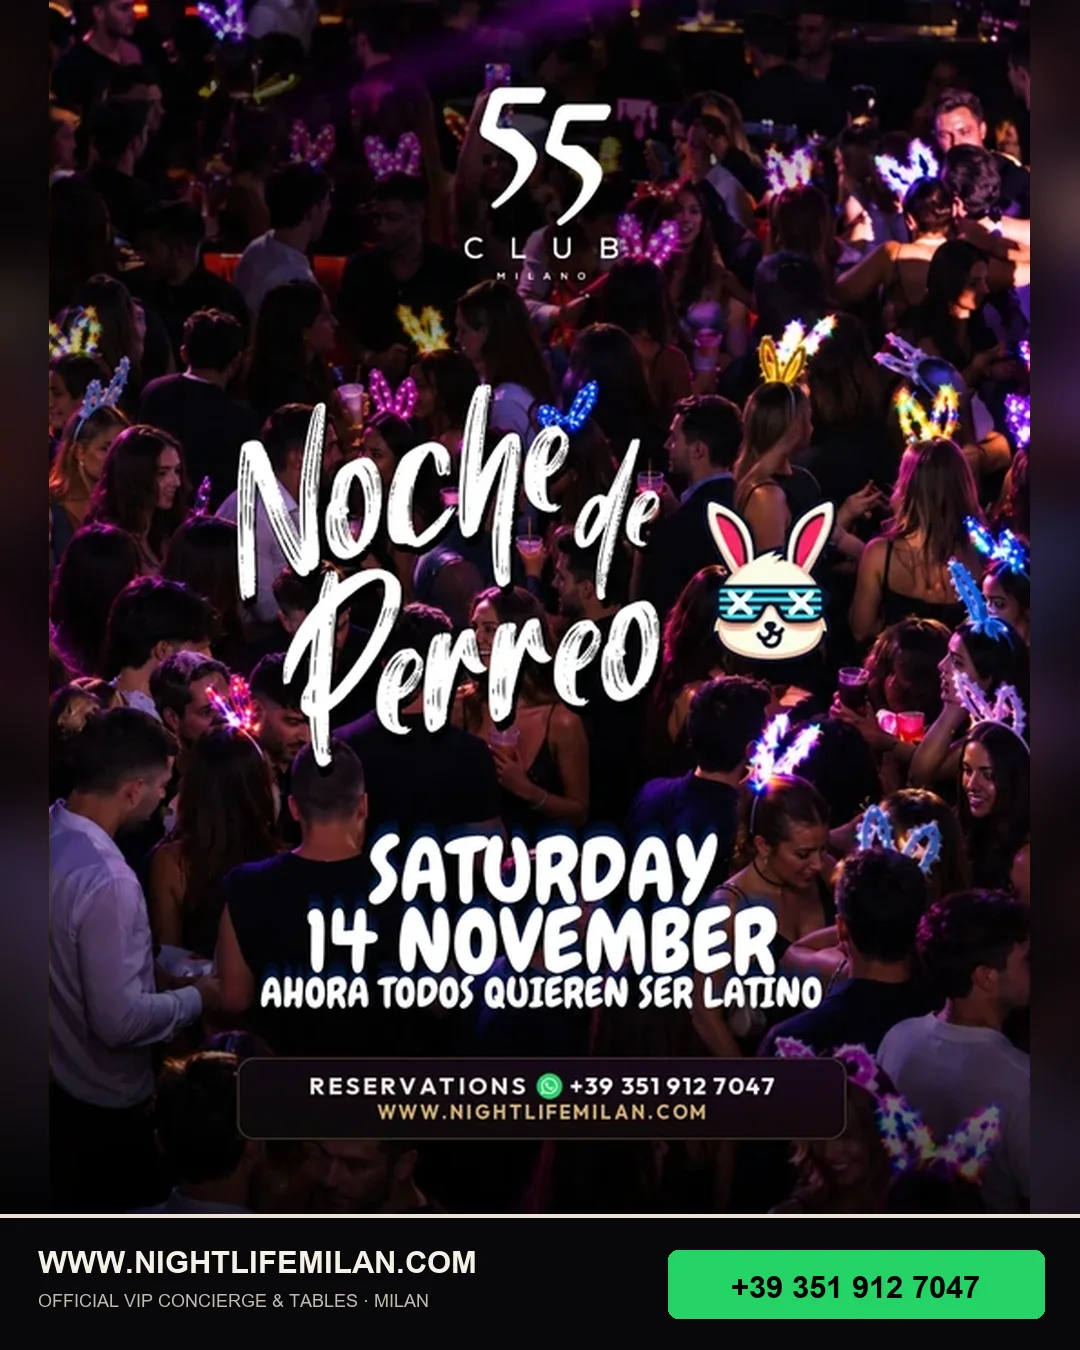 55
CLUB
MILANO
Noche de
Perreo
SATURDAY
14 NOVEMBER
AHORA TODOS QUIEREN SER LATINO
RESERVATIONS +39 351 912 7047
WWW.NIGHTLIFEMILAN.COM
WWW.NIGHTLIFEMILAN.COM
OFFICIAL VIP CONCIERGE & TABLES · MILAN
+39 351 912 7047